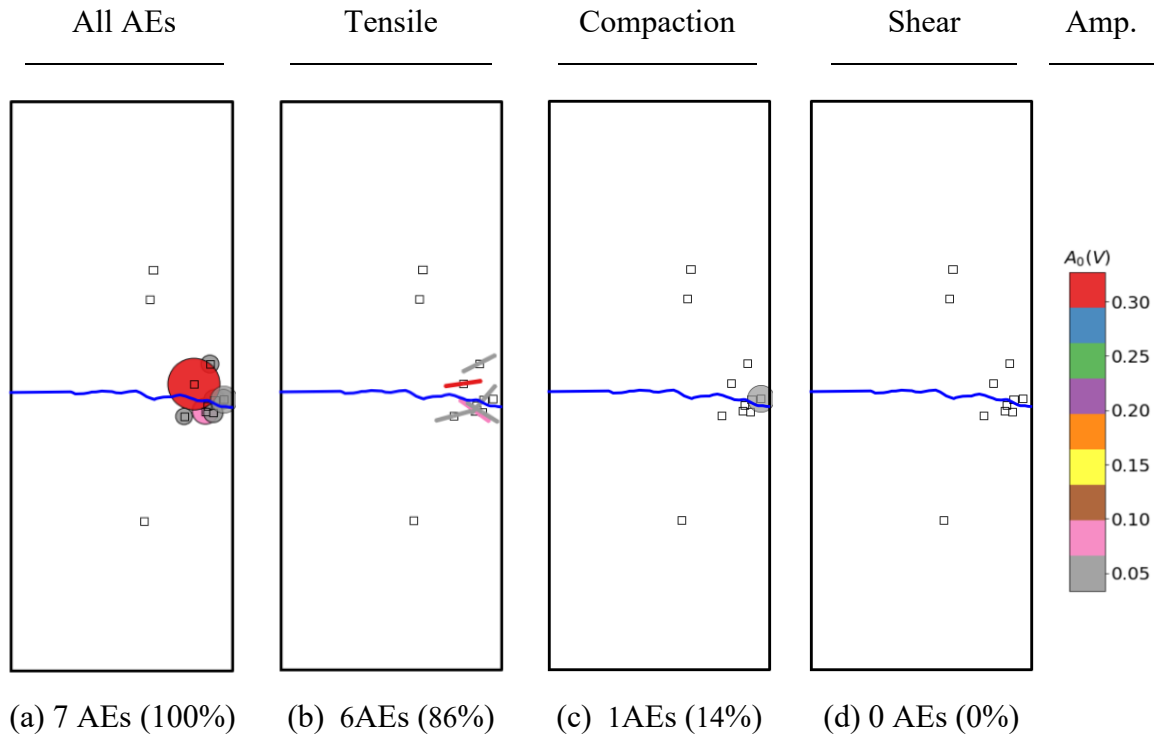 All AEs Tensile Compaction Shear Amp.
A₀(V)
0.30
0.25
0.20
0.15
0.10
0.05
(a) 7 AEs (100%) (b) 6AEs (86%) (c) 1AEs (14%) (d) 0 AEs (0%)